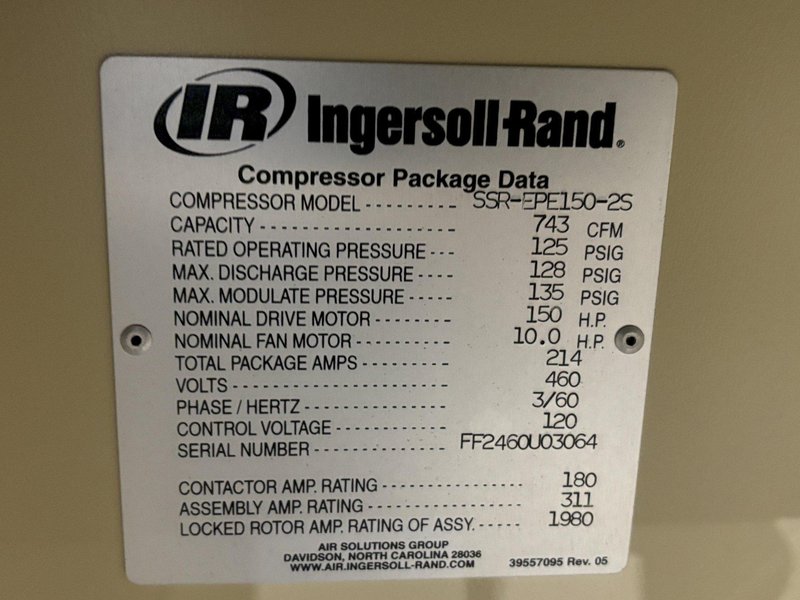 IR Ingersoll-Rand®
Compressor Package Data
COMPRESSOR MODEL - - - - - - - - - SSR-EPE150-2S
CAPACITY - - - - - - - - - - - - - - - - - - - - 743 CFM
RATED OPERATING PRESSURE - - - 125 PSIG
MAX. DISCHARGE PRESSURE - - - - 128 PSIG
MAX. MODULATE PRESSURE - - - - - 135 PSIG
NOMINAL DRIVE MOTOR - - - - - - - - 150 H.P.
NOMINAL FAN MOTOR - - - - - - - - - - 10.0 H.P.
TOTAL PACKAGE AMPS - - - - - - - - - 214
VOLTS - - - - - - - - - - - - - - - - - - - - - - 460
PHASE / HERTZ - - - - - - - - - - - - - - - 3/60
CONTROL VOLTAGE - - - - - - - - - - - - 120
SERIAL NUMBER - - - - - - - - - - - - - - FF2460U03064
CONTACTOR AMP. RATING - - - - - - - - - - - - - - 180
ASSEMBLY AMP. RATING - - - - - - - - - - - - - - - 311
LOCKED ROTOR AMP. RATING OF ASSY. - - - - - 1980
AIR SOLUTIONS GROUP
DAVIDSON, NORTH CAROLINA 28036
WWW.AIR.INGERSOLL-RAND.COM 39557095 Rev. 05